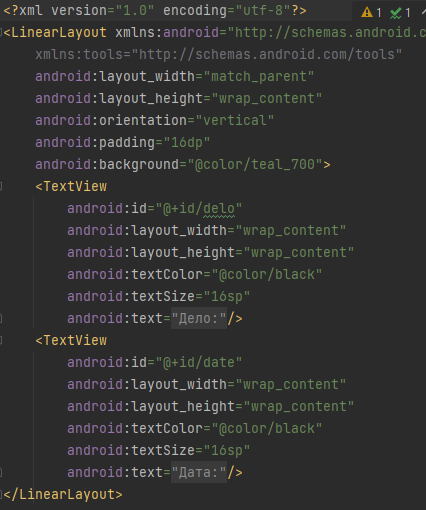 <?xml version="1.0" encoding="utf-8"?>
1 1
<LinearLayout xmlns:android="http://schemas.android.c
xmlns:tools="http://schemas.android.com/tools"
android:layout_width="match_parent"
android:layout_height="wrap_content"
android:orientation="vertical"
android:padding="16dp"
android:background="@color/teal_700">
<TextView
android:id="@+id/delo"
android:layout_width="wrap_content"
android:layout_height="wrap_content"
android:textColor="@color/black"
android:textSize="16sp"
android:text="Дело:"/>
<TextView
android:id="@+id/date"
android:layout_width="wrap_content"
android:layout_height="wrap_content"
android:textColor="@color/black"
android:textSize="16sp"
android:text="Дата:"/>
</LinearLayout>